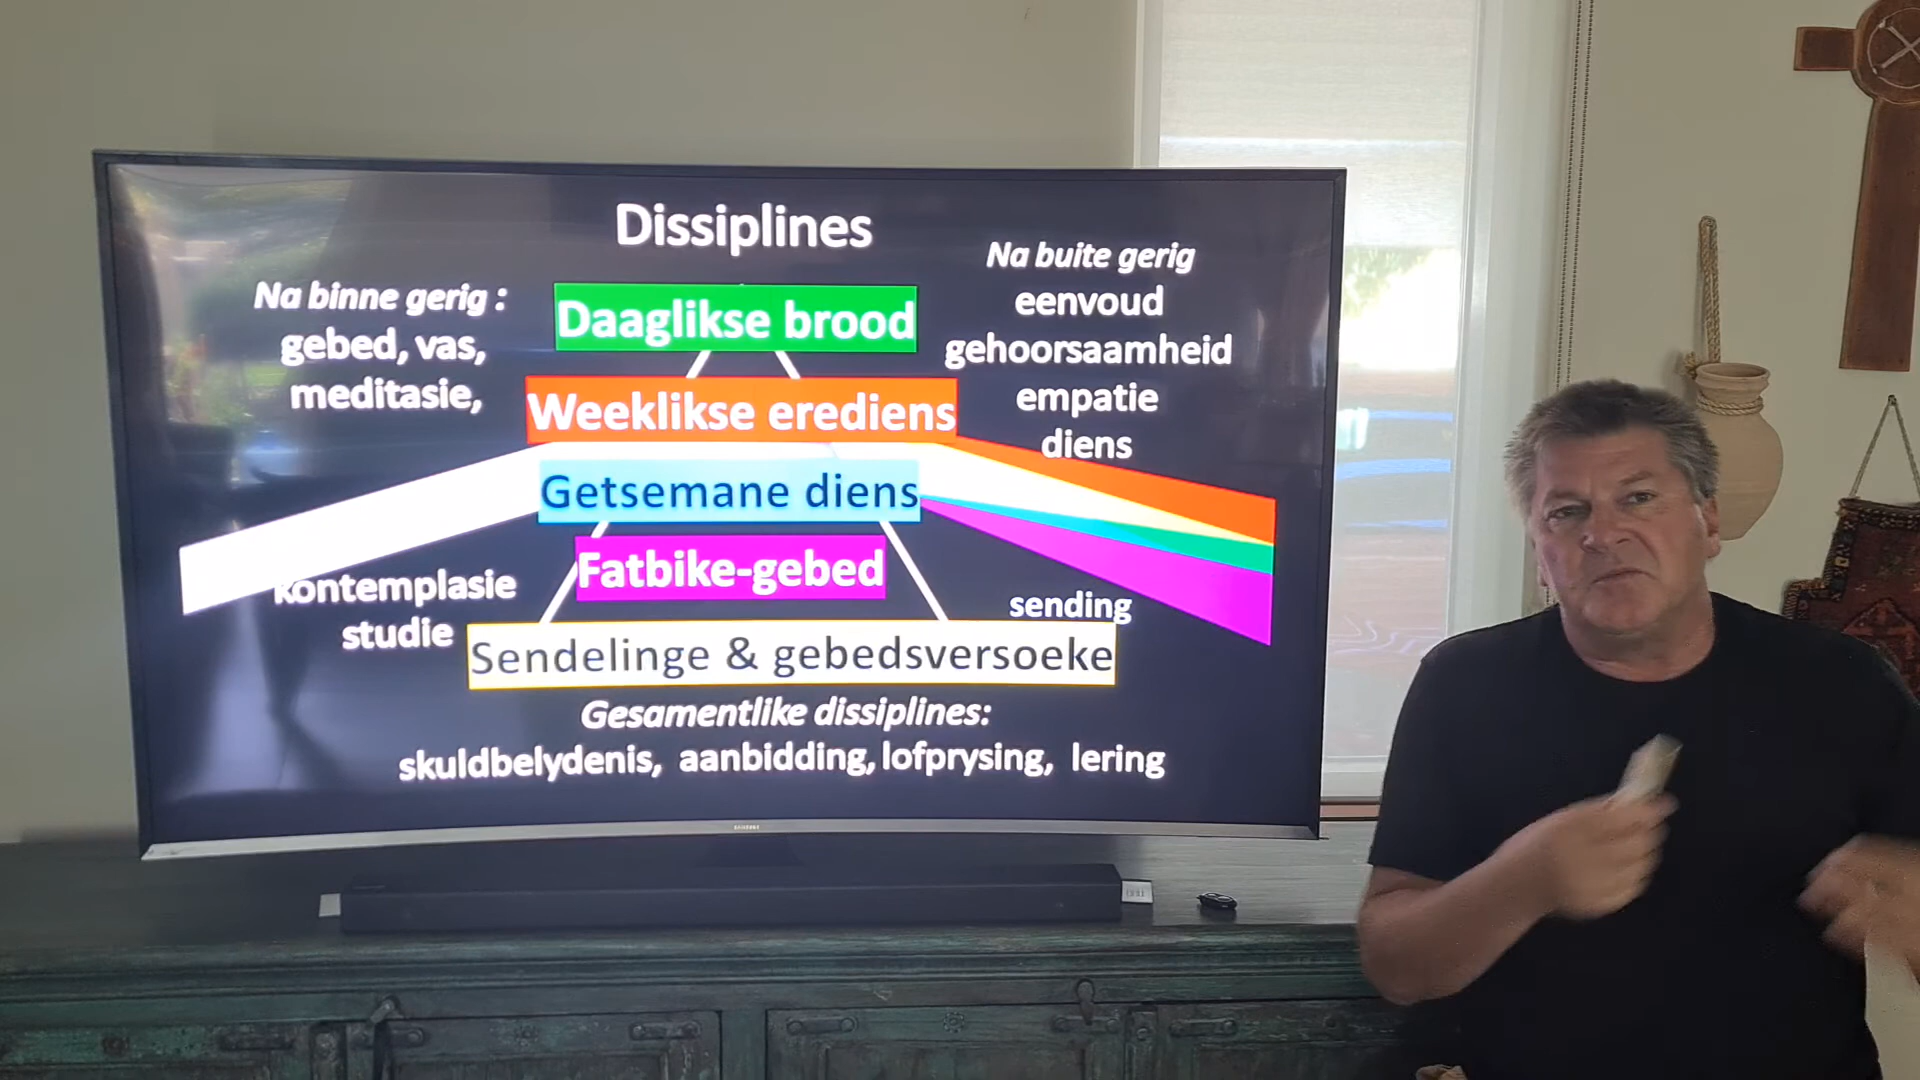 Dissiplines
Na binne gerig :
gebed, vas,
meditasie,
kontemplasie
studie
Daaglikse brood
Weeklikse erediens
Getsemane diens
Fatbike-gebed
Sendelinge & gebedsversoeke
Na buite gerig
eenvoud
gehoorsaamheid
empatie
diens
sending
Gesamentlike dissiplines:
skuldbelydenis, aanbidding, lofprysing, lering
SAMSUNG